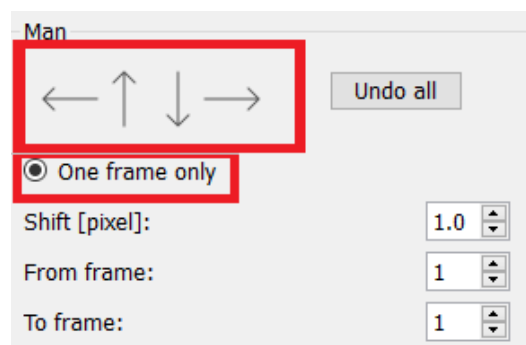 Man
Undo all
One frame only
Shift [pixel]: 1.0
From frame: 1
To frame: 1